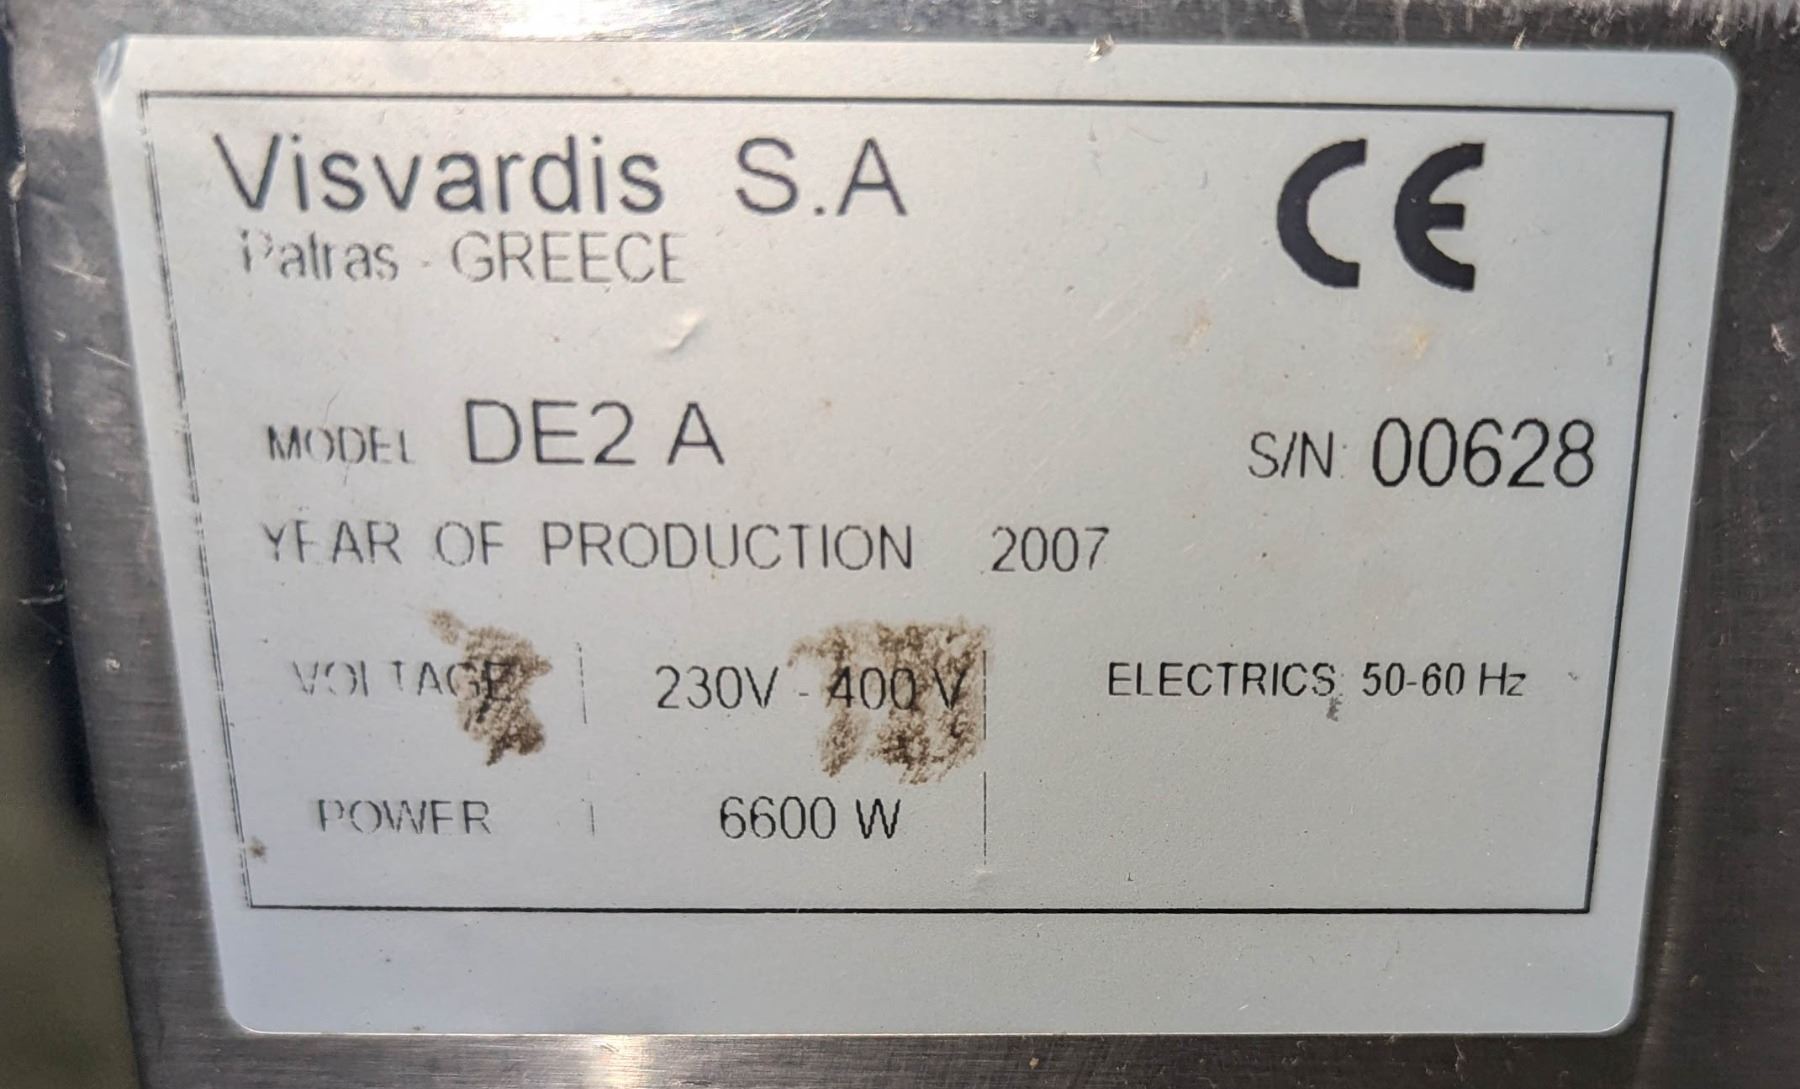 Visvardis S.A
CE
Patras - GREECE
MODEL DE2 A
S/N: 00628
YEAR OF PRODUCTION 2007
VOLTAGE 230V - 400 V ELECTRICS: 50-60 Hz
POWER 6600 W